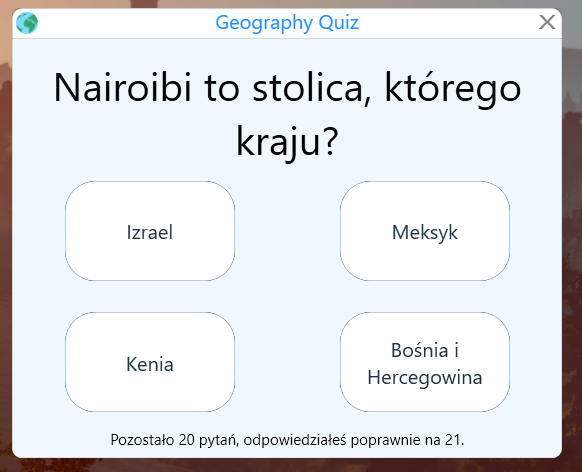 Geography Quiz
Nairoibi to stolica, którego
kraju?
Izrael
Meksyk
Kenia
Bośnia i
Hercegowina
Pozostało 20 pytań, odpowiedziałeś poprawnie na 21.